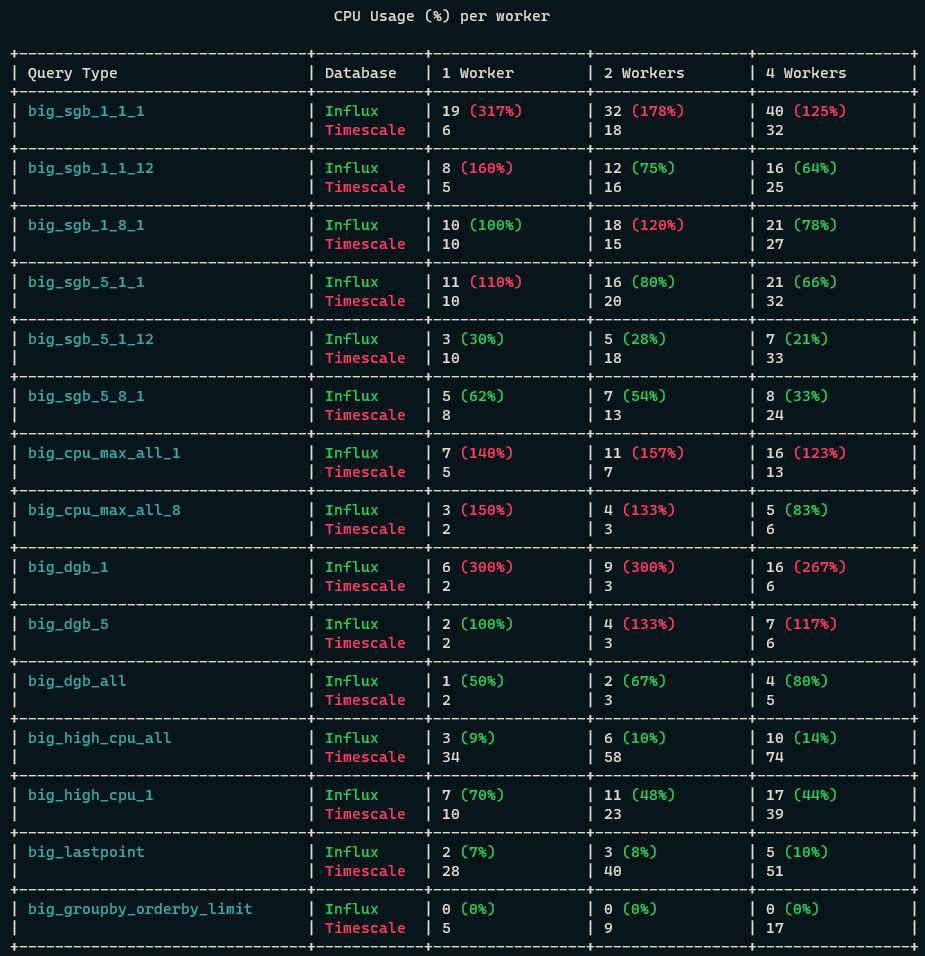 CPU Usage (%) per worker
+--------------------------------+------------+-----------------+-----------------+-----------------+
| Query Type | Database | 1 Worker | 2 Workers | 4 Workers |
+--------------------------------+------------+-----------------+-----------------+-----------------+
| big_sgb_1_1_1 | Influx | 19 (317%) | 32 (178%) | 40 (125%) |
| | Timescale | 6 | 18 | 32 |
+--------------------------------+------------+-----------------+-----------------+-----------------+
| big_sgb_1_1_12 | Influx | 8 (160%) | 12 (75%) | 16 (64%) |
| | Timescale | 5 | 16 | 25 |
+--------------------------------+------------+-----------------+-----------------+-----------------+
| big_sgb_1_8_1 | Influx | 10 (100%) | 18 (120%) | 21 (78%) |
| | Timescale | 10 | 15 | 27 |
+--------------------------------+------------+-----------------+-----------------+-----------------+
| big_sgb_5_1_1 | Influx | 11 (110%) | 16 (80%) | 21 (66%) |
| | Timescale | 10 | 20 | 32 |
+--------------------------------+------------+-----------------+-----------------+-----------------+
| big_sgb_5_1_12 | Influx | 3 (30%) | 5 (28%) | 7 (21%) |
| | Timescale | 10 | 18 | 33 |
+--------------------------------+------------+-----------------+-----------------+-----------------+
| big_sgb_5_8_1 | Influx | 5 (62%) | 7 (54%) | 8 (33%) |
| | Timescale | 8 | 13 | 24 |
+--------------------------------+------------+-----------------+-----------------+-----------------+
| big_cpu_max_all_1 | Influx | 7 (140%) | 11 (157%) | 16 (123%) |
| | Timescale | 5 | 7 | 13 |
+--------------------------------+------------+-----------------+-----------------+-----------------+
| big_cpu_max_all_8 | Influx | 3 (150%) | 4 (133%) | 5 (83%) |
| | Timescale | 2 | 3 | 6 |
+--------------------------------+------------+-----------------+-----------------+-----------------+
| big_dgb_1 | Influx | 6 (300%) | 9 (300%) | 16 (267%) |
| | Timescale | 2 | 3 | 6 |
+--------------------------------+------------+-----------------+-----------------+-----------------+
| big_dgb_5 | Influx | 2 (100%) | 4 (133%) | 7 (117%) |
| | Timescale | 2 | 3 | 6 |
+--------------------------------+------------+-----------------+-----------------+-----------------+
| big_dgb_all | Influx | 1 (50%) | 2 (67%) | 4 (80%) |
| | Timescale | 2 | 3 | 5 |
+--------------------------------+------------+-----------------+-----------------+-----------------+
| big_high_cpu_all | Influx | 3 (9%) | 6 (10%) | 10 (14%) |
| | Timescale | 34 | 58 | 74 |
+--------------------------------+------------+-----------------+-----------------+-----------------+
| big_high_cpu_1 | Influx | 7 (70%) | 11 (48%) | 17 (44%) |
| | Timescale | 10 | 23 | 39 |
+--------------------------------+------------+-----------------+-----------------+-----------------+
| big_lastpoint | Influx | 2 (7%) | 3 (8%) | 5 (10%) |
| | Timescale | 28 | 40 | 51 |
+--------------------------------+------------+-----------------+-----------------+-----------------+
| big_groupby_orderby_limit | Influx | 0 (0%) | 0 (0%) | 0 (0%) |
| | Timescale | 5 | 9 | 17 |
+--------------------------------+------------+-----------------+-----------------+-----------------+